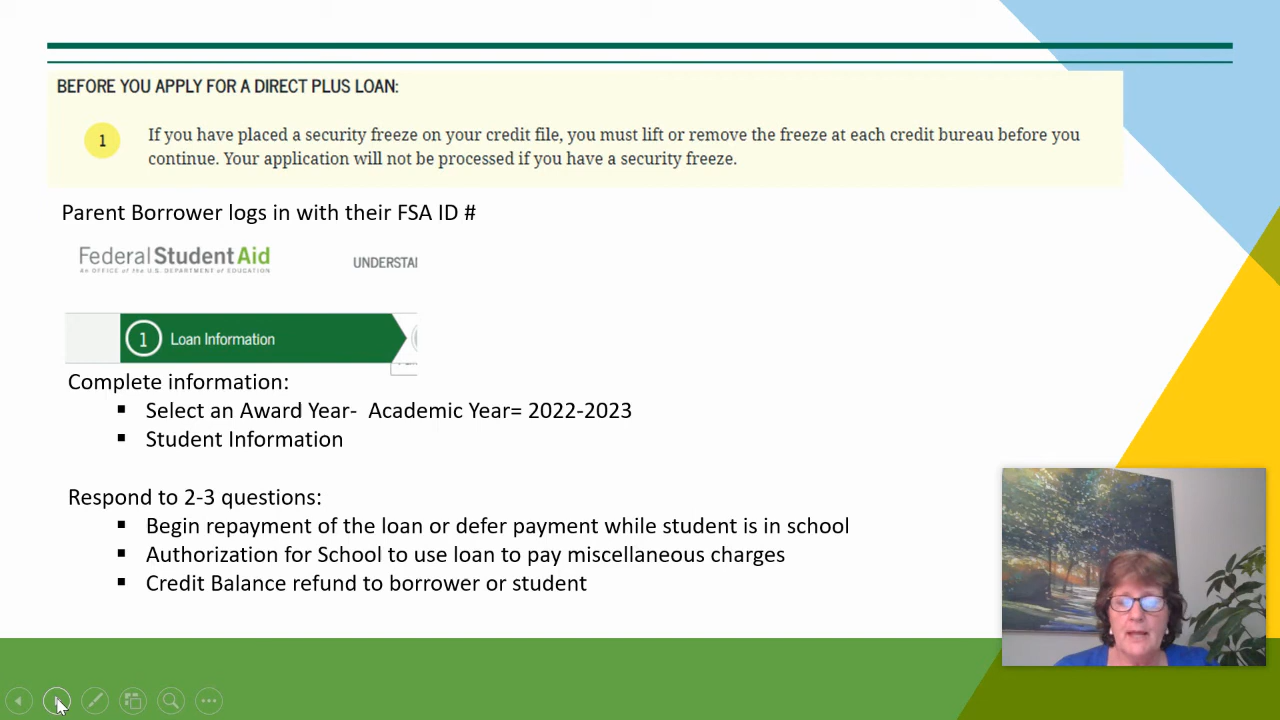 BEFORE YOU APPLY FOR A DIRECT PLUS LOAN:
1
If you have placed a security freeze on your credit file, you must lift or remove the freeze at each credit bureau before you
continue. Your application will not be processed if you have a security freeze.
Parent Borrower logs in with their FSA ID #
Federal Student Aid
An OFFICE of the U.S. DEPARTMENT of EDUCATION
UNDERSTAI
1 Loan Information
Complete information:
▪ Select an Award Year- Academic Year= 2022-2023
▪ Student Information
Respond to 2-3 questions:
▪ Begin repayment of the loan or defer payment while student is in school
▪ Authorization for School to use loan to pay miscellaneous charges
▪ Credit Balance refund to borrower or student